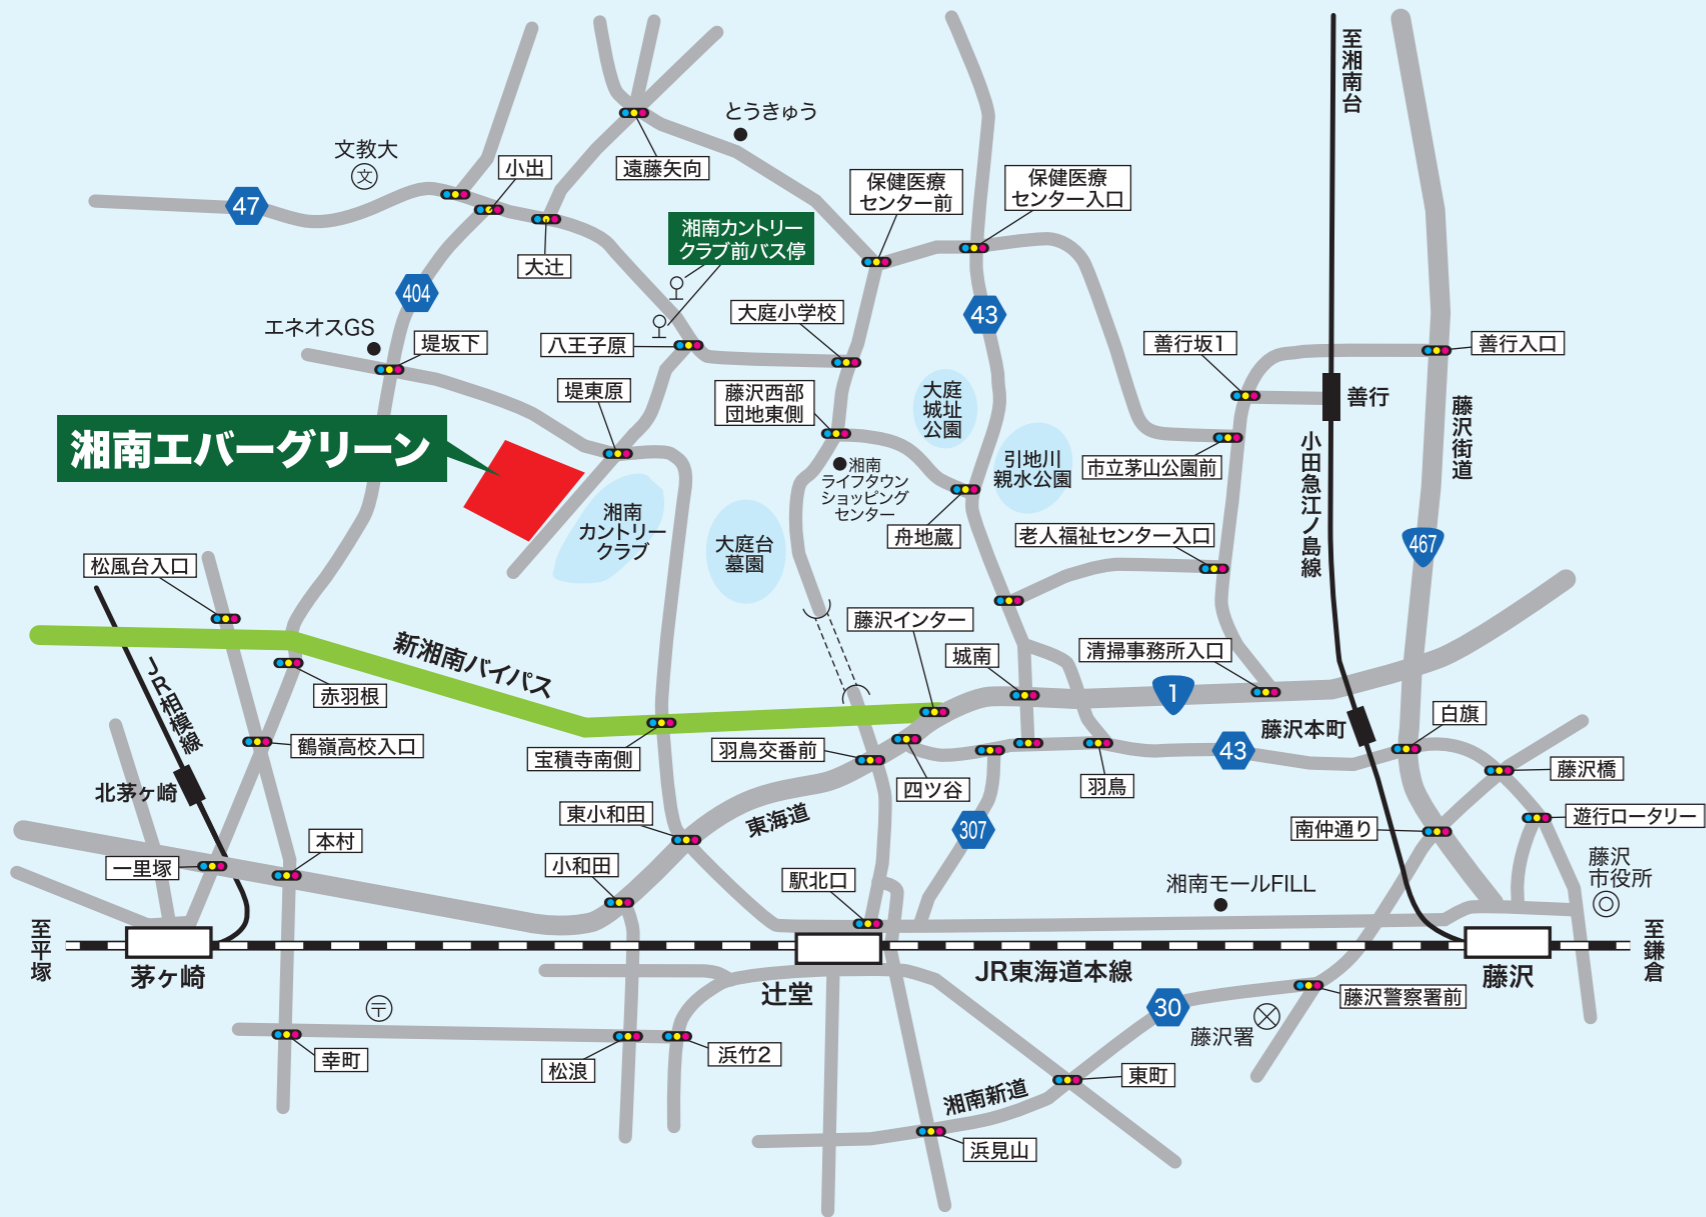 至湘南台
とうきゅう
文教大
文
小出
遠藤矢向
保健医療
センター前
保健医療
センター入口
47
湘南カントリー
クラブ前バス停
大辻
404
大庭小学校
43
エネオスGS
堤坂下
八王子原
善行坂1
善行入口
堤東原
藤沢西部
団地東側
大庭
城址
公園
善行
藤沢街道
湘南エバーグリーン
小田急江ノ島線
市立茅山公園前
引地川
親水公園
湘南
ライフタウン
ショッピング
センター
湘南
カントリー
クラブ
大庭台
墓園
舟地蔵
老人福祉センター入口
467
松風台入口
藤沢インター
新湘南バイパス
城南
清掃事務所入口
JR相模線
赤羽根
1
白旗
藤沢本町
鶴嶺高校入口
宝積寺南側
羽鳥交番前
43
藤沢橋
北茅ヶ崎
四ツ谷
羽鳥
東小和田
東海道
307
南仲通り
遊行ロータリー
本村
一里塚
小和田
駅北口
湘南モールFILL
藤沢
市役所
至平塚
至鎌倉
茅ヶ崎
辻堂
JR東海道本線
藤沢
藤沢警察署前
〒
30
藤沢署
幸町
松浪
浜竹2
東町
湘南新道
浜見山